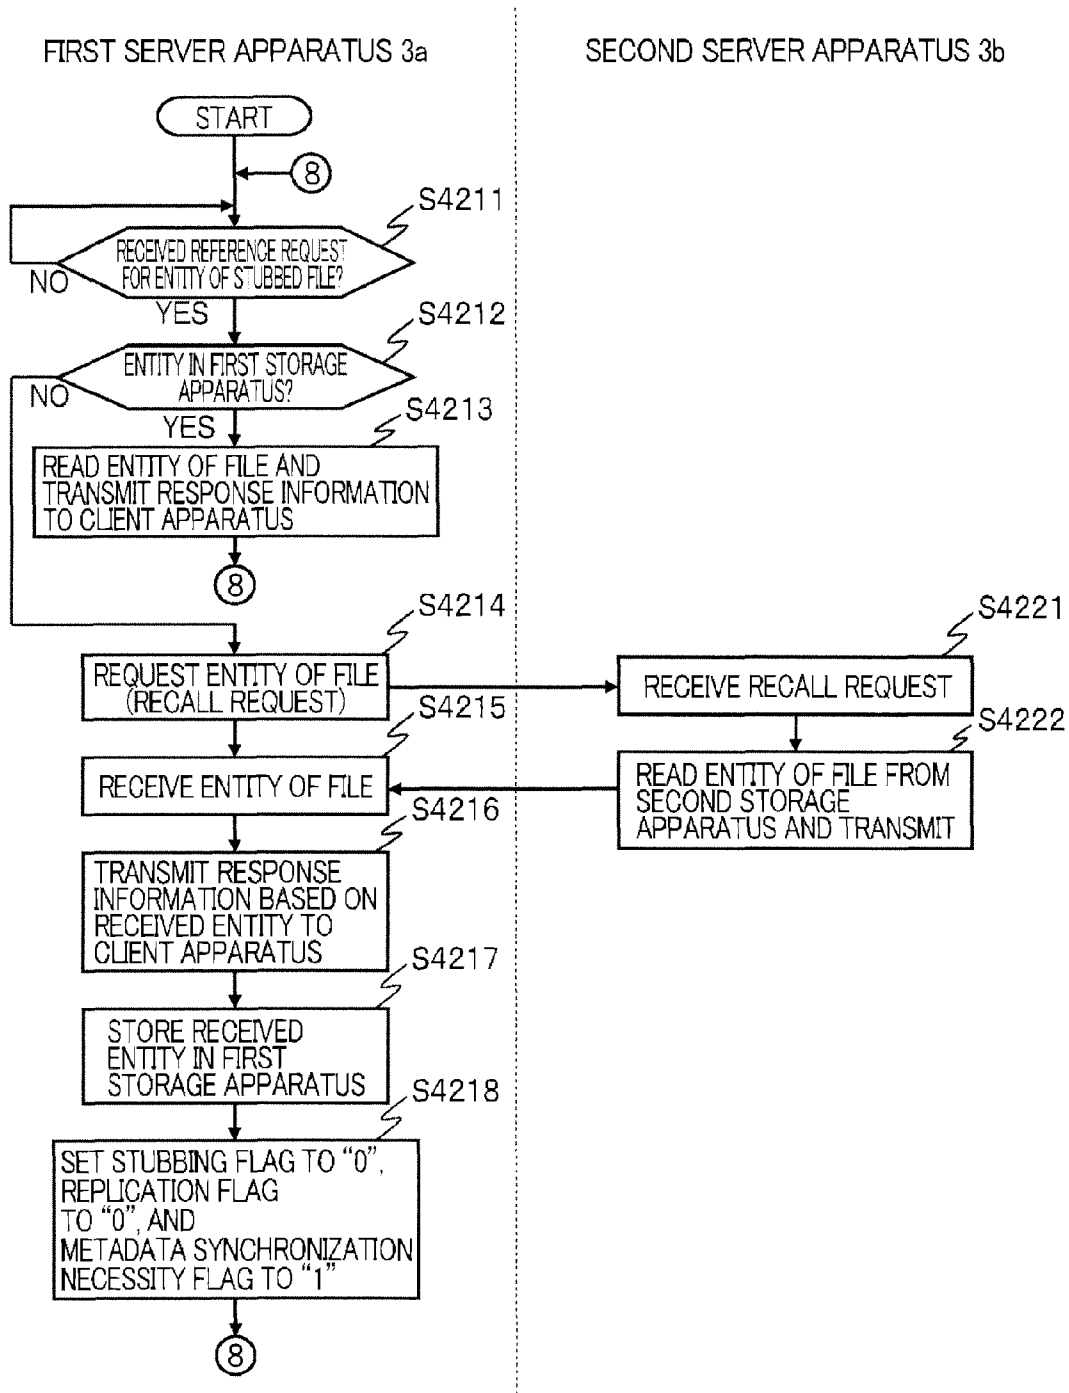 FIRST SERVER APPARATUS 3a
SECOND SERVER APPARATUS 3b
START
8
S4211
RECEIVED REFERENCE REQUEST
FOR ENTITY OF STUBBED FILE?
NO
YES
S4212
ENTITY IN FIRST STORAGE
APPARATUS?
NO
YES
S4213
READ ENTITY OF FILE AND
TRANSMIT RESPONSE INFORMATION
TO CLIENT APPARATUS
8
S4214
REQUEST ENTITY OF FILE
(RECALL REQUEST)
S4221
RECEIVE RECALL REQUEST
S4215
RECEIVE ENTITY OF FILE
S4222
READ ENTITY OF FILE FROM
SECOND STORAGE
APPARATUS AND TRANSMIT
S4216
TRANSMIT RESPONSE
INFORMATION BASED ON
RECEIVED ENTITY TO
CLIENT APPARATUS
S4217
STORE RECEIVED
ENTITY IN FIRST
STORAGE APPARATUS
S4218
SET STUBBING FLAG TO “0”,
REPLICATION FLAG
TO “0”, AND
METADATA SYNCHRONIZATION
NECESSITY FLAG TO “1”
8